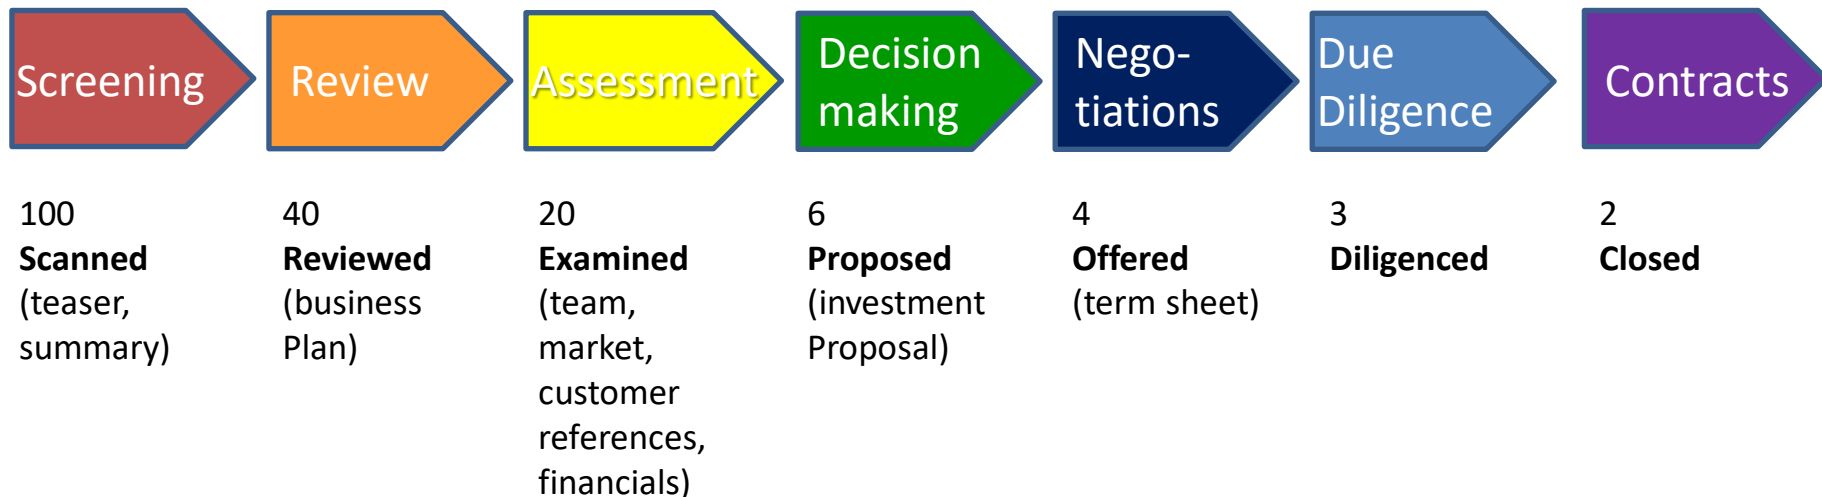 Screening
Review
Assessment
Decision
making
Nego-
tiations
Due
Diligence
Contracts
100
Scanned
(teaser,
summary)
40
Reviewed
(business
Plan)
20
Examined
(team,
market,
customer
references,
financials)
6
Proposed
(investment
Proposal)
4
Offered
(term sheet)
3
Diligenced
2
Closed